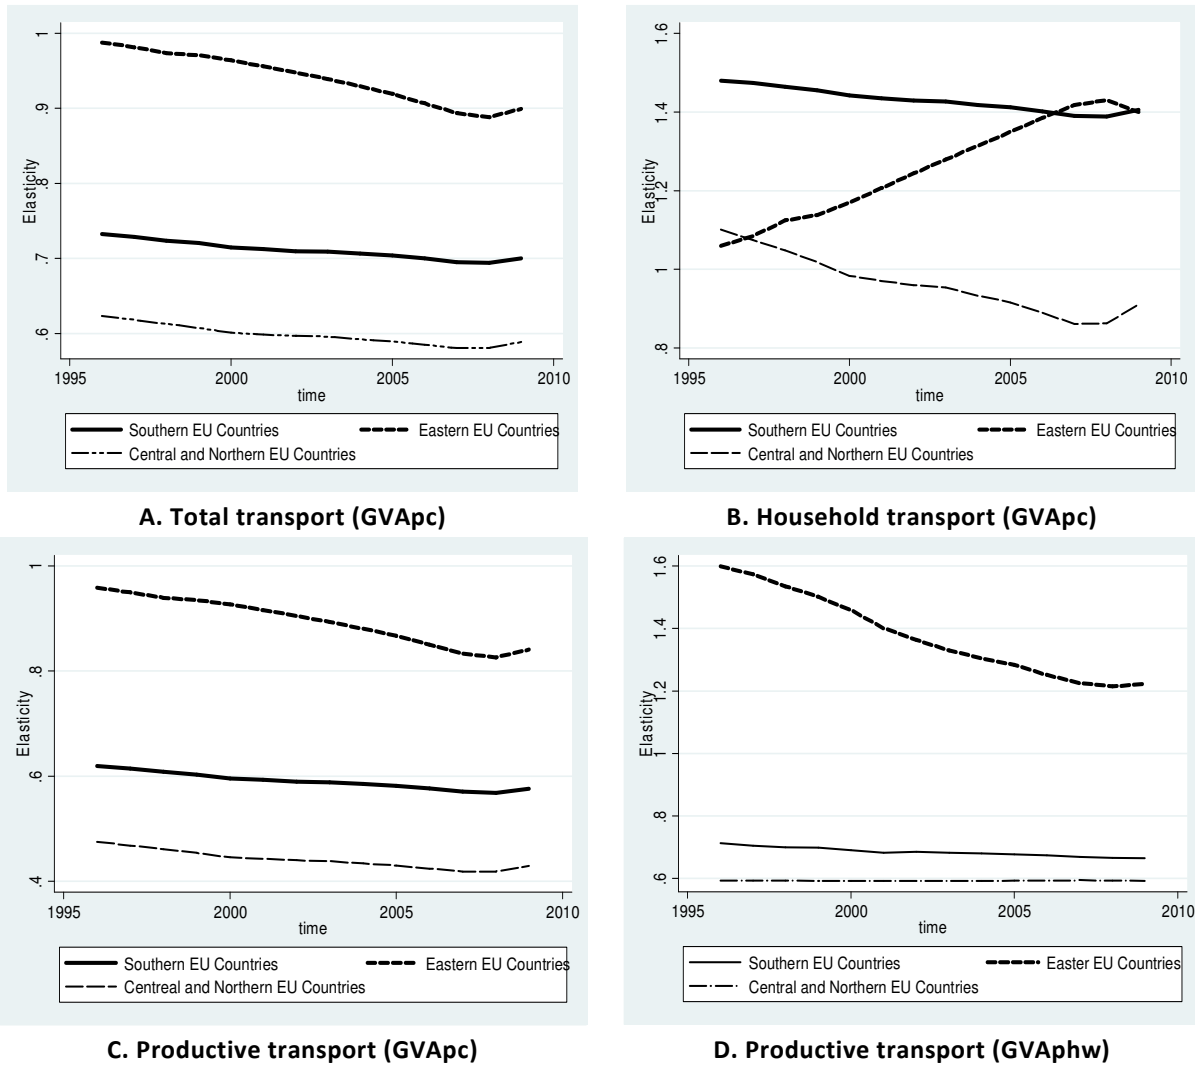 1
.9
.8
.7
.6
Elasticity
1995 2000 2005 2010
time
Southern EU Countries Eastern EU Countries
Central and Northern EU Countries
A. Total transport (GVApc)
1.6
1.4
1.2
1
.8
Elasticity
1995 2000 2005 2010
time
Southern EU Countries Eastern EU Countries
Central and Northern EU Countries
B. Household transport (GVApc)
1
.8
.6
.4
Elasticity
1995 2000 2005 2010
time
Southern EU Countries Eastern EU Countries
Centreal and Northern EU Countries
C. Productive transport (GVApc)
1.6
1.4
1.2
1
.8
.6
Elasticity
1995 2000 2005 2010
time
Southern EU Countries Easter EU Countries
Central and Northern EU Countries
D. Productive transport (GVAphw)